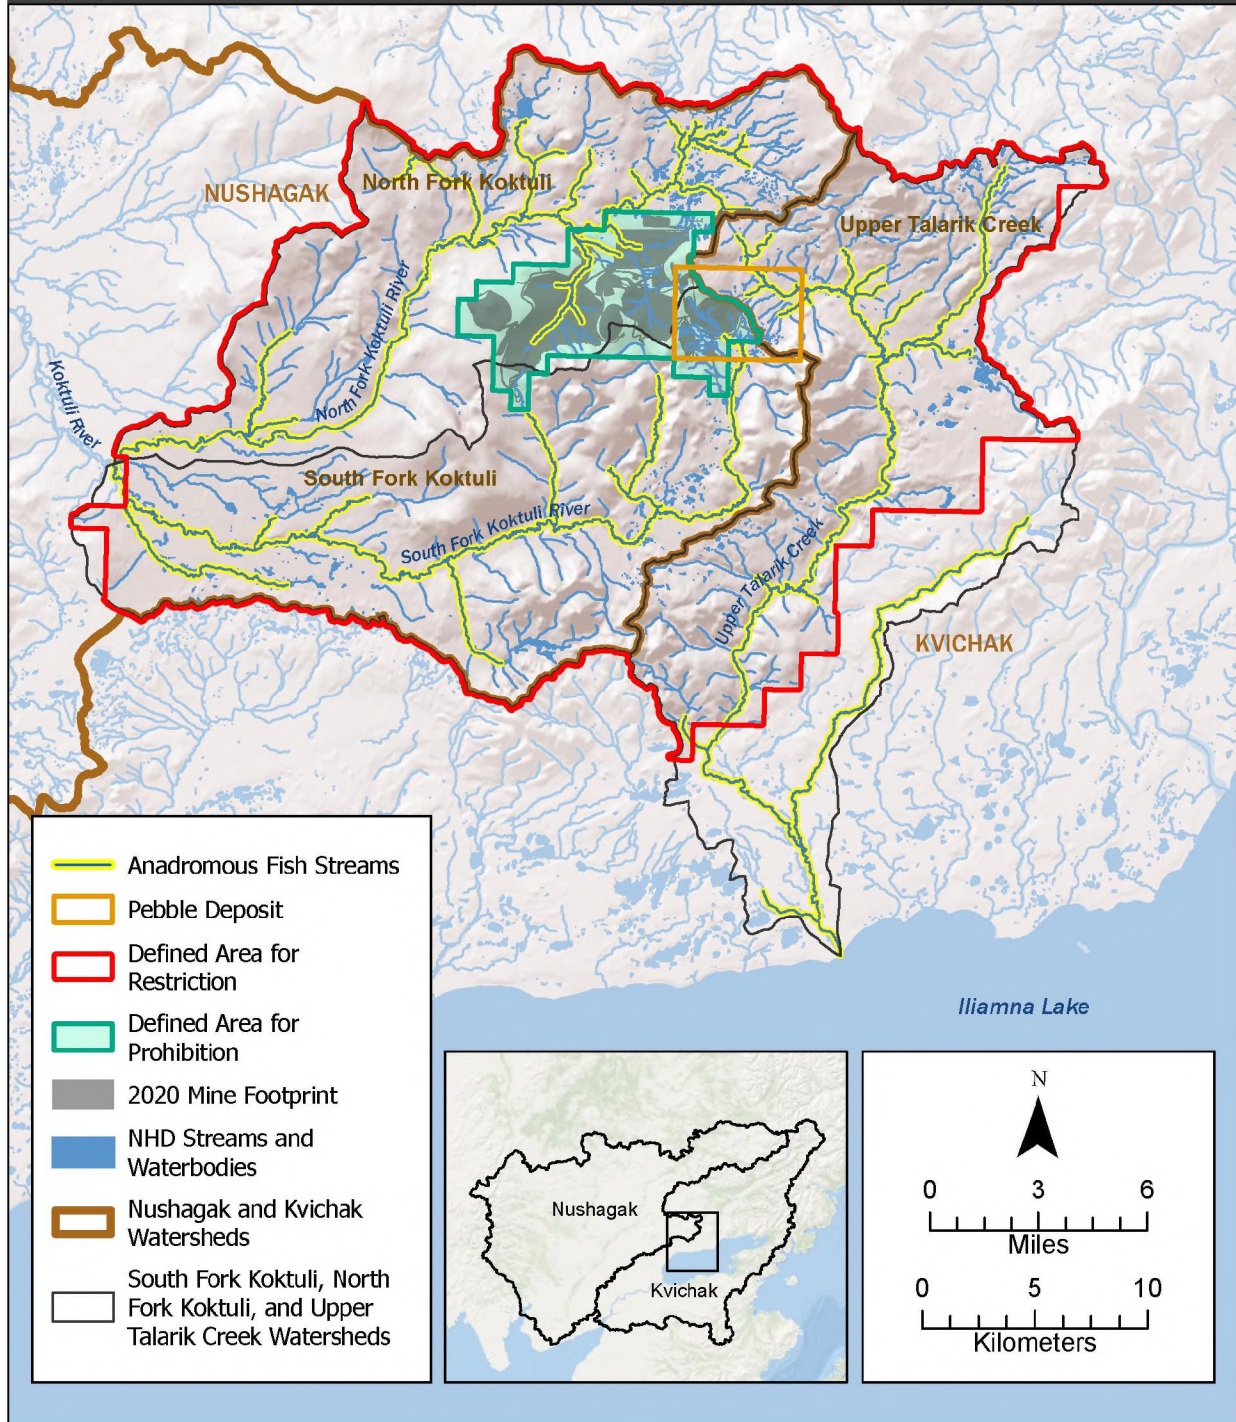 NUSHAGAK
North Fork Koktuli
Upper Talarik Creek
North Fork Koktuli River
Koktuli River
South Fork Koktuli
South Fork Koktuli River
Upper Talarik Creek
KVICHAK
Iliamna Lake
Anadromous Fish Streams
Pebble Deposit
Defined Area for
Restriction
Defined Area for
Prohibition
2020 Mine Footprint
NHD Streams and
Waterbodies
Nushagak and Kvichak
Watersheds
South Fork Koktuli, North
Fork Koktuli, and Upper
Talarik Creek Watersheds
Nushagak
Kvichak
N
0 3 6
Miles
0 5 10
Kilometers